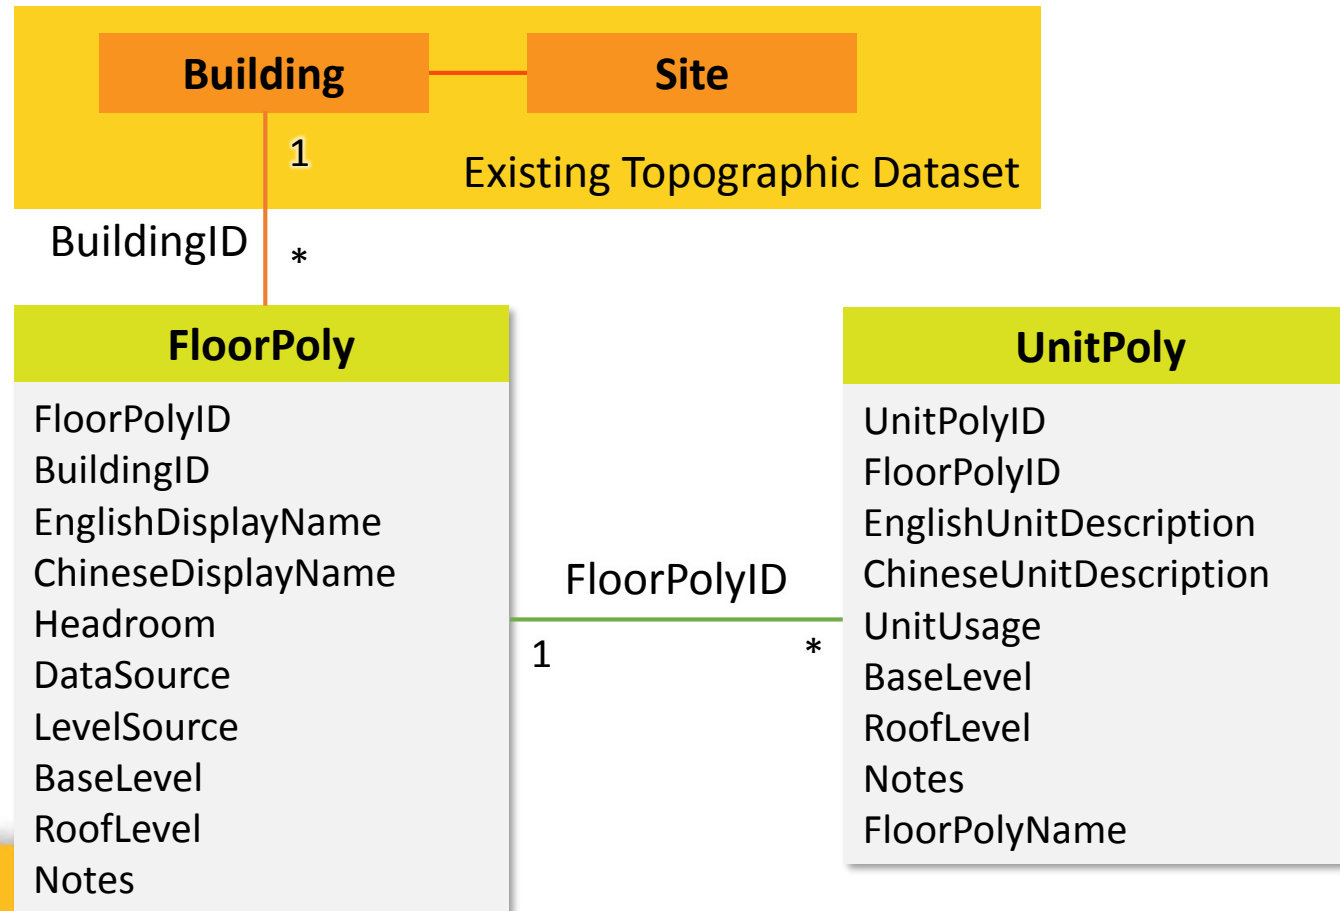 Building
Site
1
Existing Topographic Dataset
BuildingID
*
FloorPoly
FloorPolyID
BuildingID
EnglishDisplayName
ChineseDisplayName
Headroom
DataSource
LevelSource
BaseLevel
RoofLevel
Notes
FloorPolyID
1
*
UnitPoly
UnitPolyID
FloorPolyID
EnglishUnitDescription
ChineseUnitDescription
UnitUsage
BaseLevel
RoofLevel
Notes
FloorPolyName